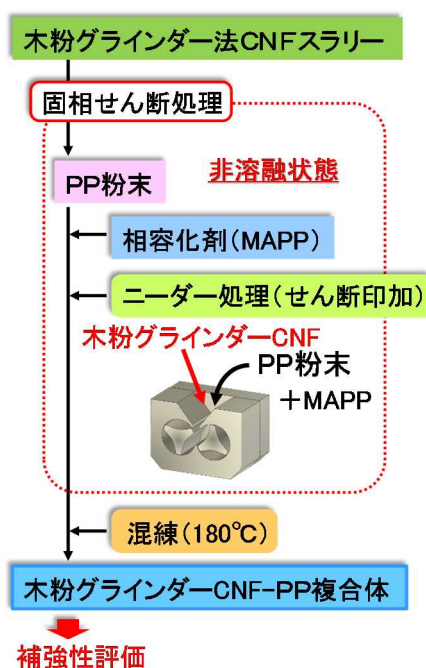 木粉グラインダー法CNFスラリー
固相せん断処理
非溶融状態
PP粉末
相容化剤(MAPP)
ニーダー処理(せん断印加)
木粉グラインダーCNF
PP粉末
+MAPP
混練(180℃)
木粉グラインダーCNF-PP複合体
補強性評価